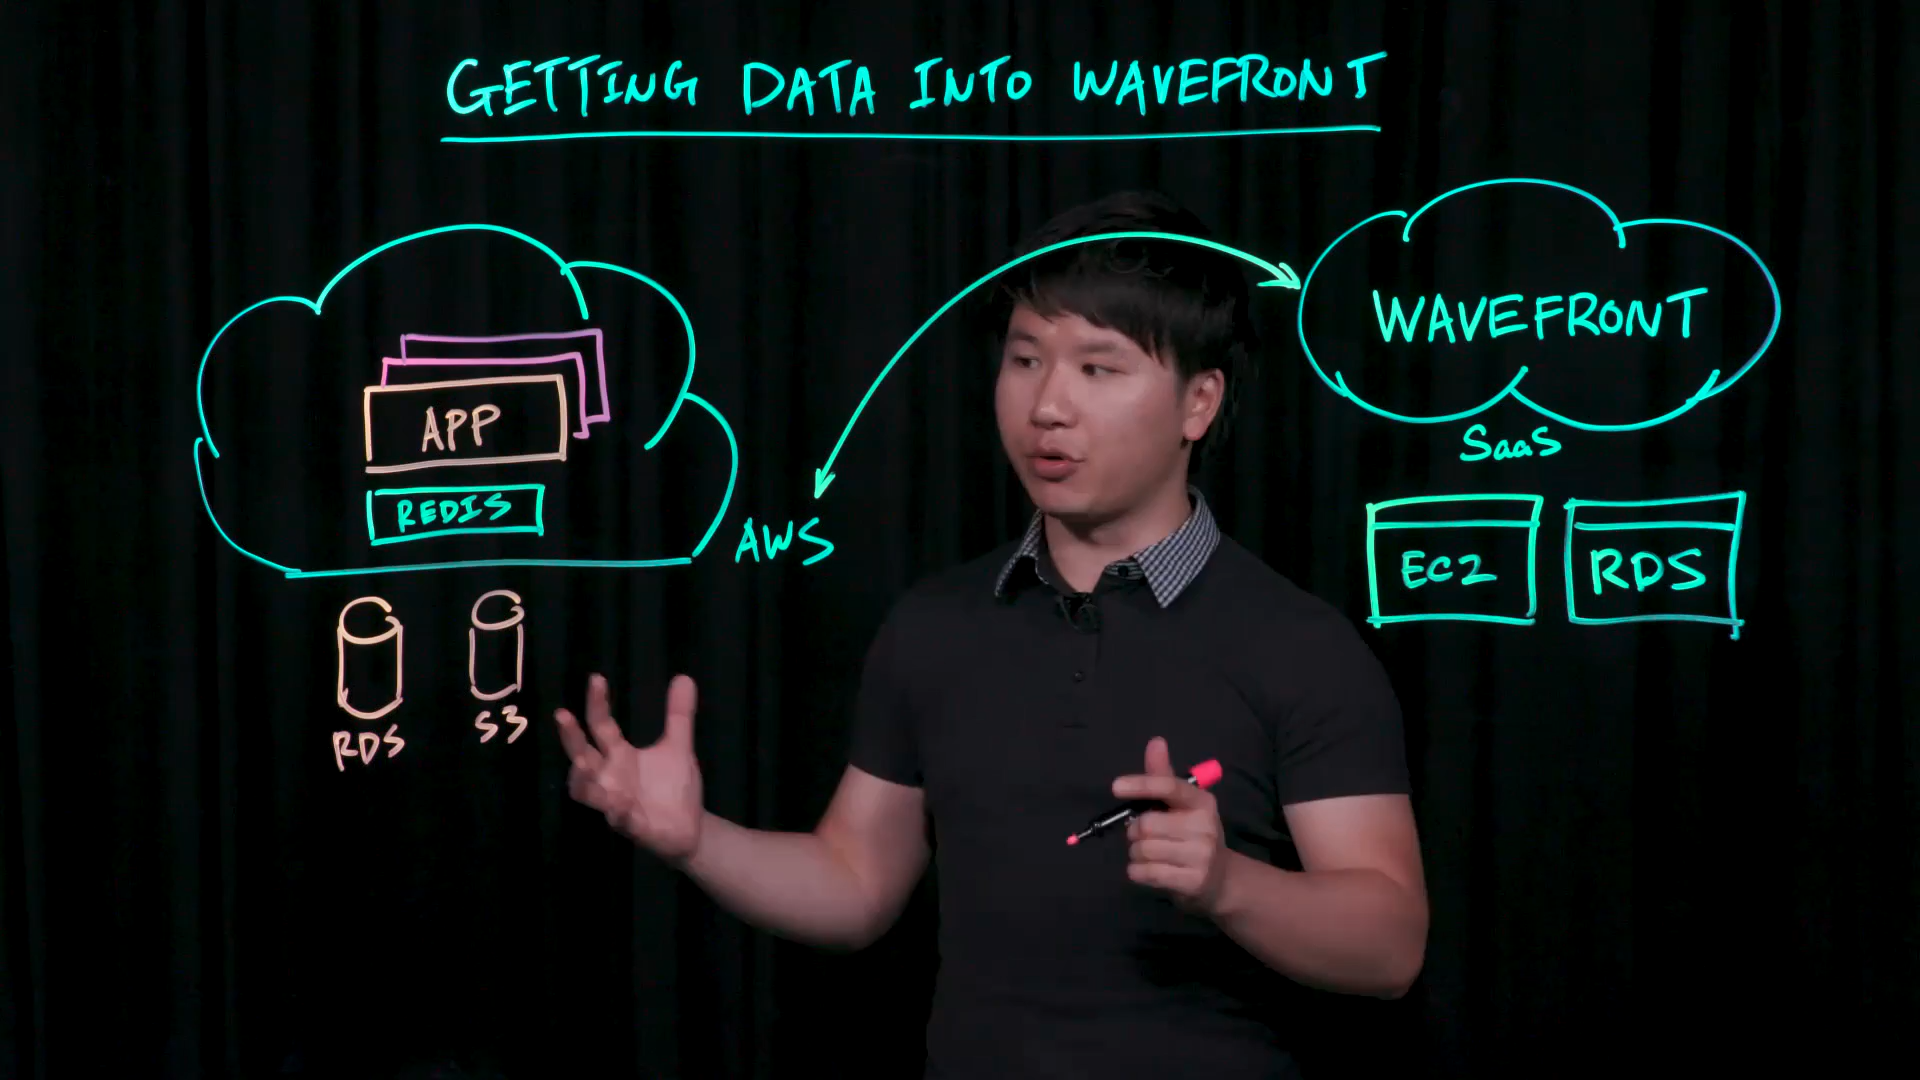 GETTING DATA INTO WAVEFRONT
WAVEFRONT
SaaS
APP
REDIS
AWS
EC2
RDS
RDS
S3